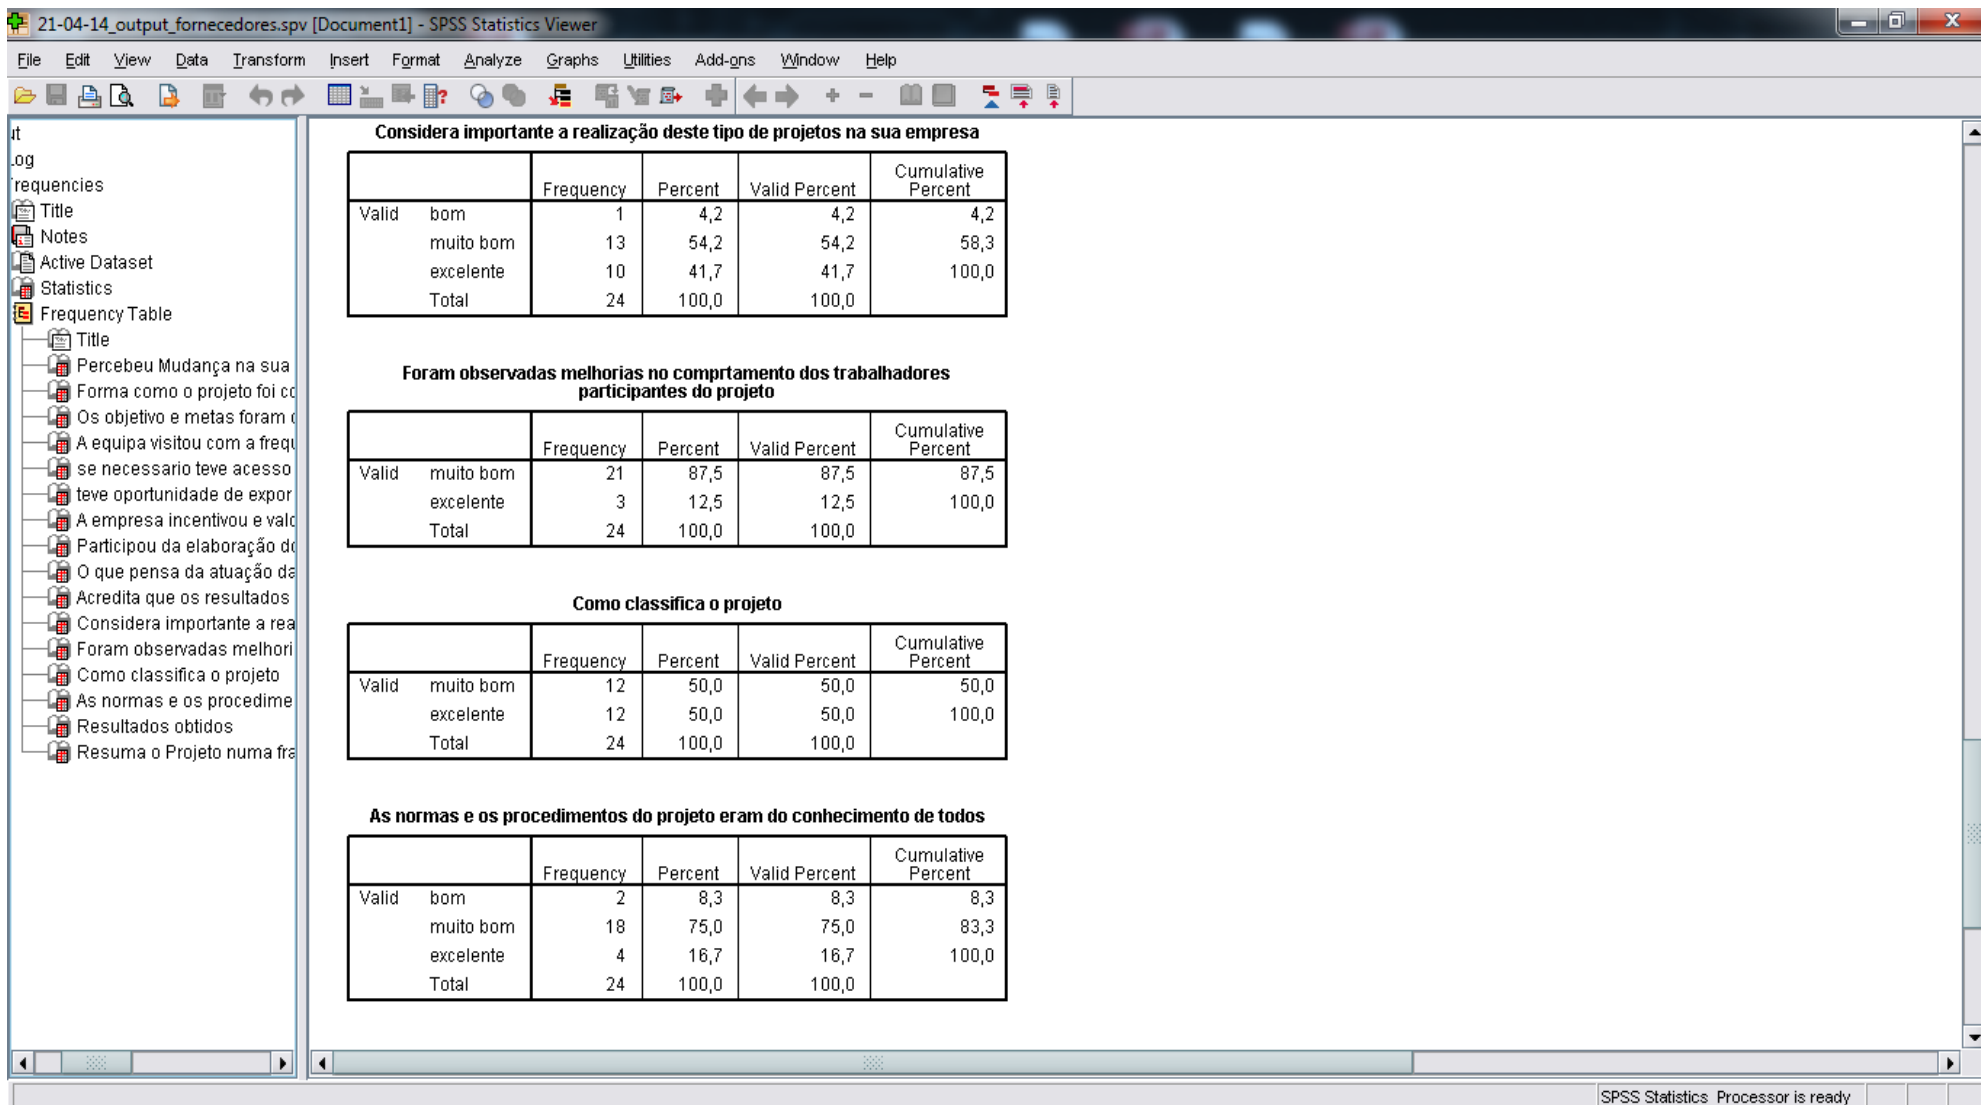 21-04-14_output_fornecedores.spv [Document1] - SPSS Statistics Viewer
File Edit View Data Transform Insert Format Analyze Graphs Utilities Add-ons Window Help
ut
Log
Frequencies
Title
Notes
Active Dataset
Statistics
Frequency Table
Title
Percebeu Mudança na sua
Forma como o projeto foi co
Os objetivo e metas foram
A equipa visitou com a frequ
se necessario teve acesso
teve oportunidade de expor
A empresa incentivou e valo
Participou da elaboração do
O que pensa da atuação da
Acredita que os resultados
Considera importante a rea
Foram observadas melhori
Como classifica o projeto
As normas e os procedime
Resultados obtidos
Resuma o Projeto numa fra
Considera importante a realização deste tipo de projetos na sua empresa
Frequency Percent Valid Percent Cumulative Percent
Valid bom 1 4,2 4,2 4,2
muito bom 13 54,2 54,2 58,3
excelente 10 41,7 41,7 100,0
Total 24 100,0 100,0
Foram observadas melhorias no comprtamento dos trabalhadores
participantes do projeto
Frequency Percent Valid Percent Cumulative Percent
Valid muito bom 21 87,5 87,5 87,5
excelente 3 12,5 12,5 100,0
Total 24 100,0 100,0
Como classifica o projeto
Frequency Percent Valid Percent Cumulative Percent
Valid muito bom 12 50,0 50,0 50,0
excelente 12 50,0 50,0 100,0
Total 24 100,0 100,0
As normas e os procedimentos do projeto eram do conhecimento de todos
Frequency Percent Valid Percent Cumulative Percent
Valid bom 2 8,3 8,3 8,3
muito bom 18 75,0 75,0 83,3
excelente 4 16,7 16,7 100,0
Total 24 100,0 100,0
SPSS Statistics Processor is ready